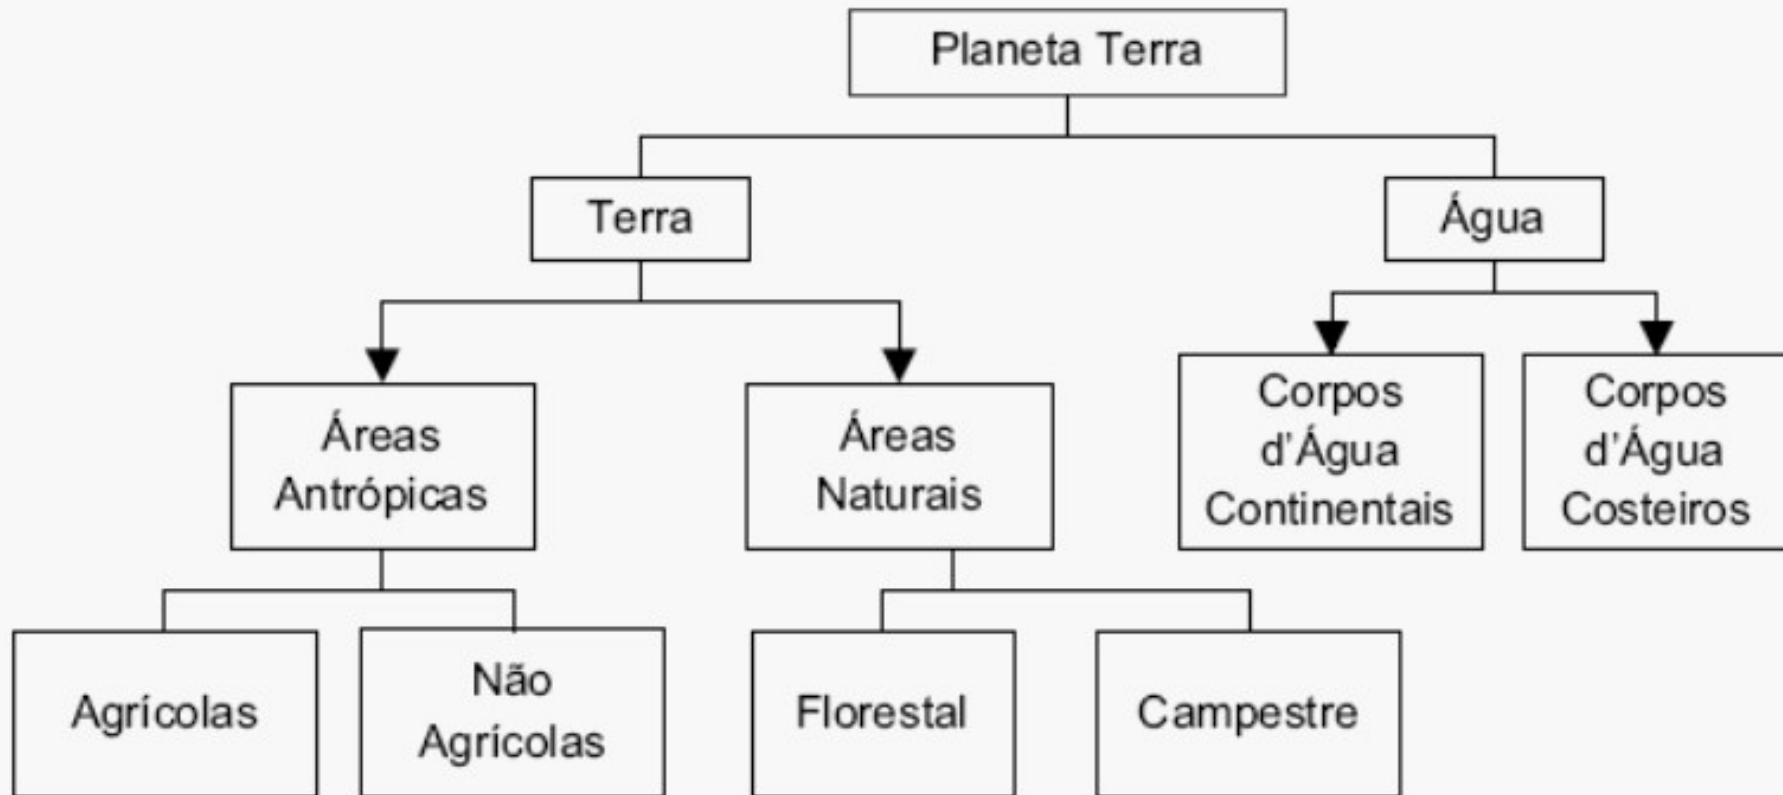 Planeta Terra
Terra
Água
Áreas
Antrópicas
Áreas
Naturais
Corpos
d'Água
Continentais
Corpos
d'Água
Costeiros
Agrícolas
Não
Agrícolas
Florestal
Campestre